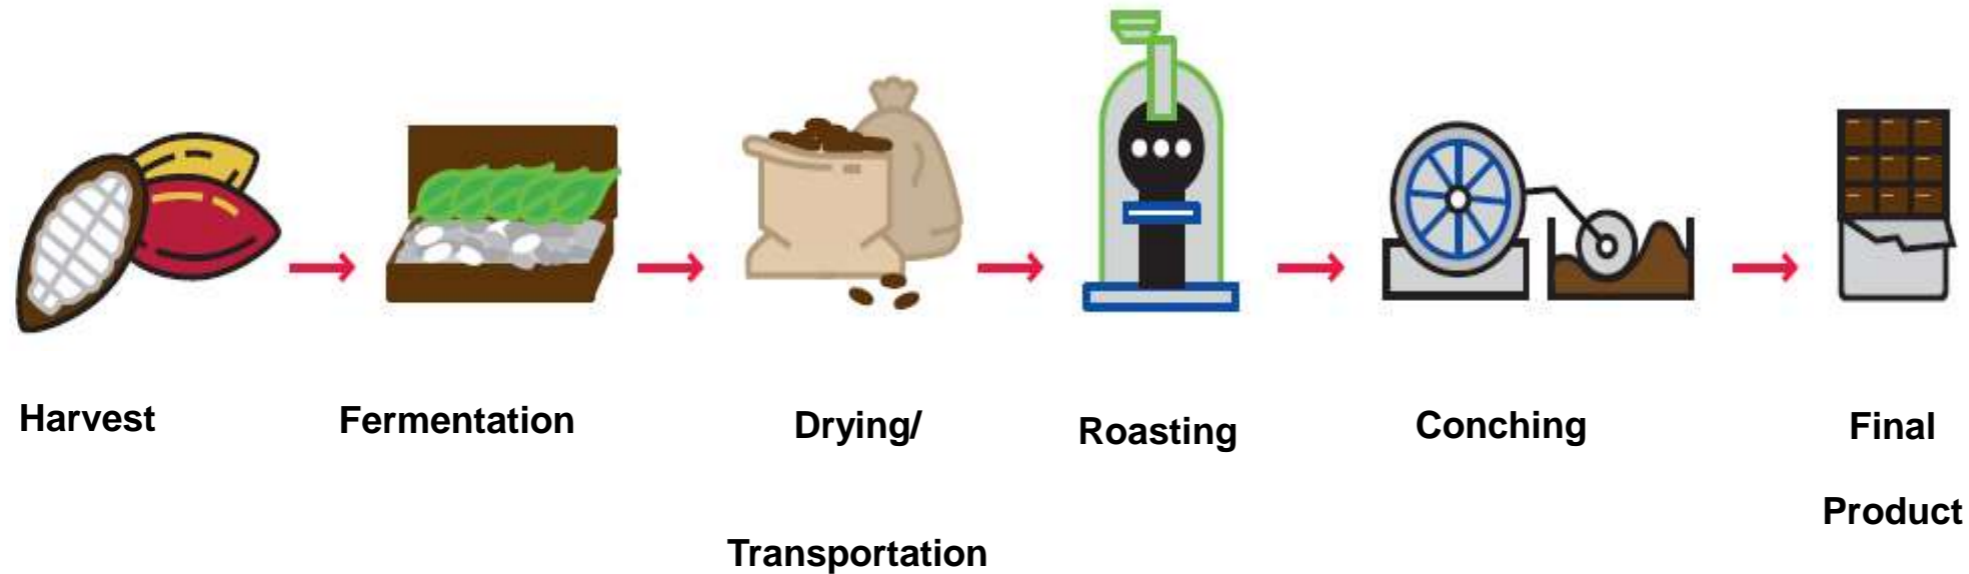 Harvest
Fermentation
Drying/
Transportation
Roasting
Conching
Final
Product